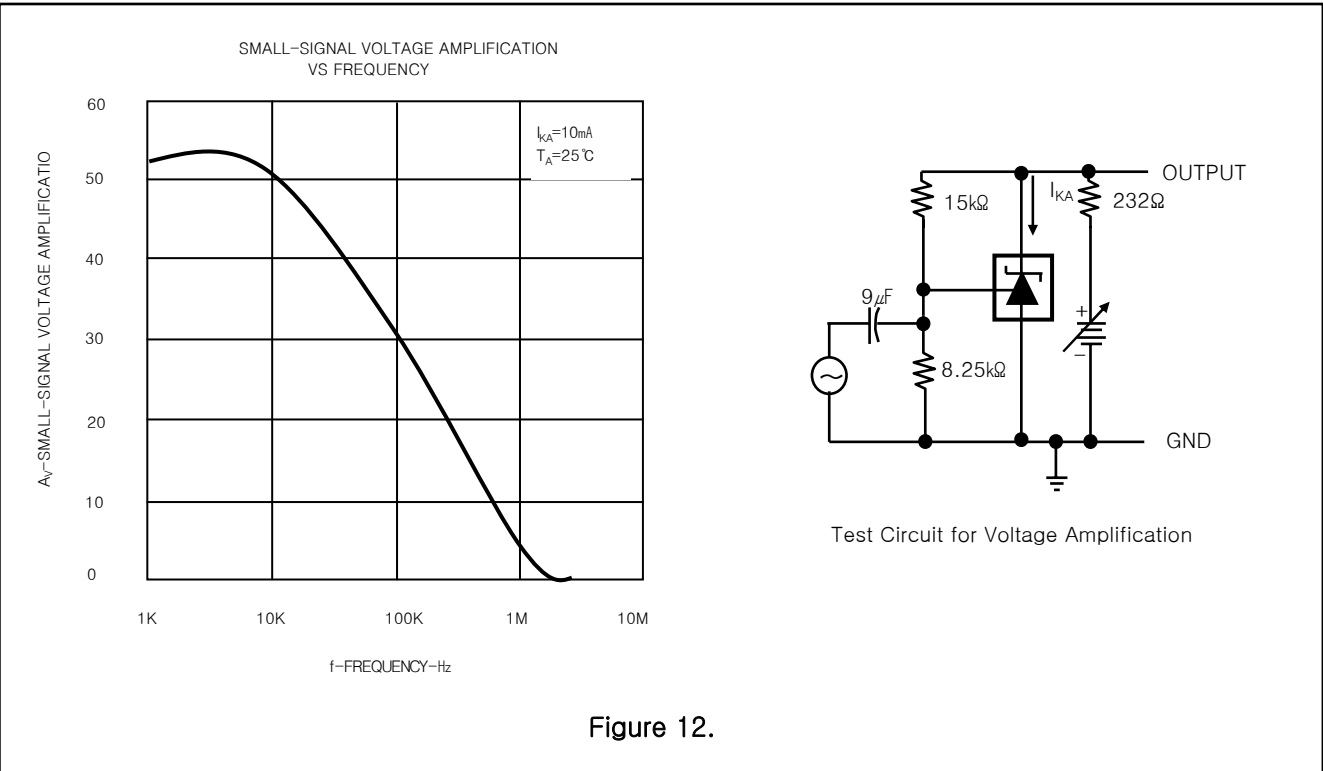 SMALL-SIGNAL VOLTAGE AMPLIFICATION
VS FREQUENCY
A_V-SMALL-SIGNAL VOLTAGE AMPLIFICATIO
60
50
40
30
20
10
0
I_KA=10mA
T_A=25℃
1K
10K
100K
1M
10M
f-FREQUENCY-Hz
OUTPUT
15kΩ
I_KA
232Ω
9µF
+
−
8.25kΩ
GND
Test Circuit for Voltage Amplification
Figure 12.